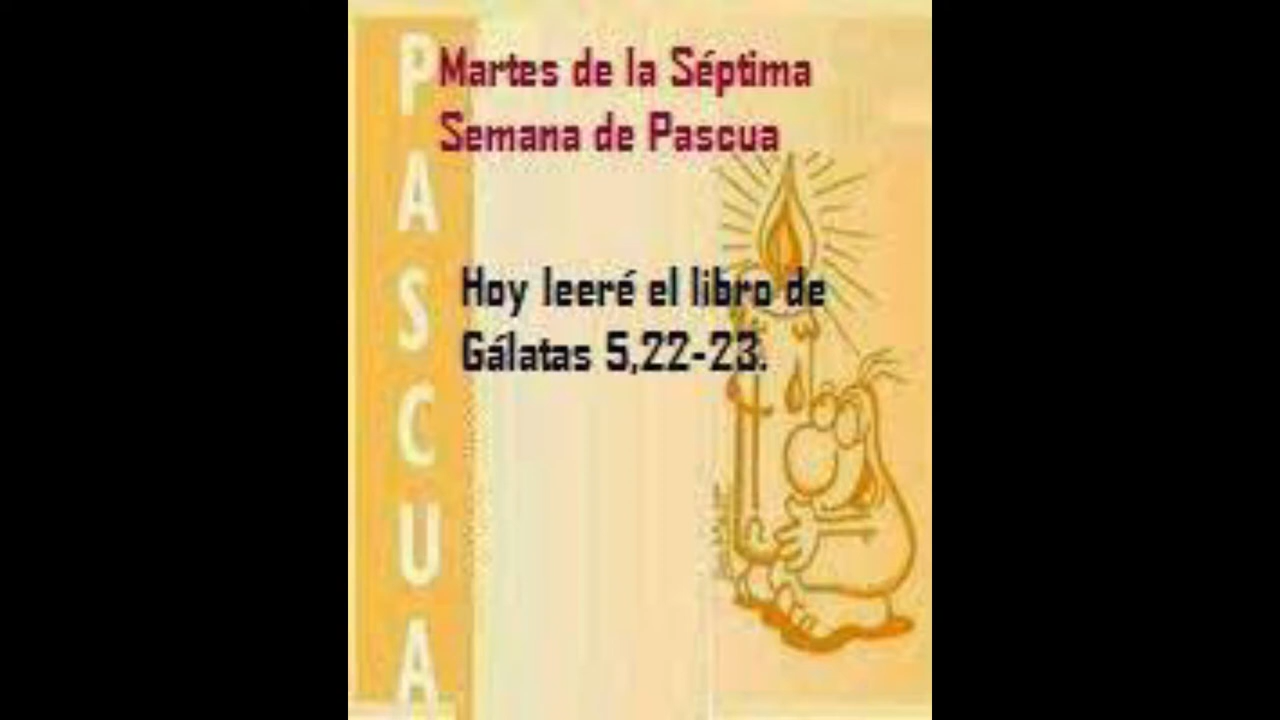 PASCUA
Martes de la Séptima
Semana de Pascua
Hoy leeré el libro de
Gálatas 5,22-23.